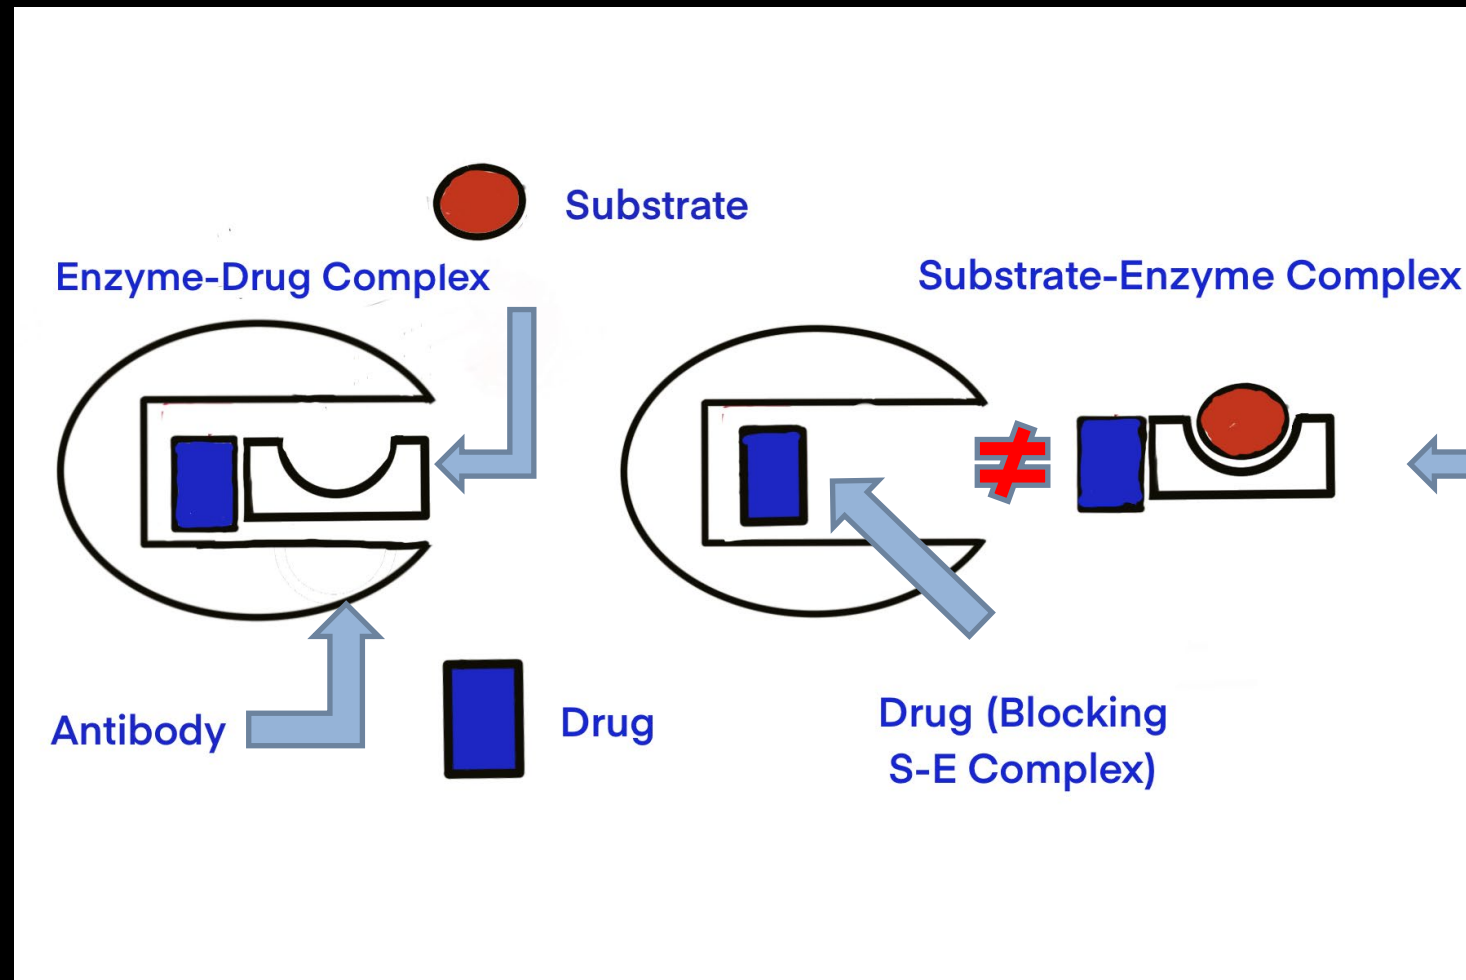 Substrate
Enzyme-Drug Complex
Substrate-Enzyme Complex
≠
Antibody
Drug
Drug (Blocking
S-E Complex)